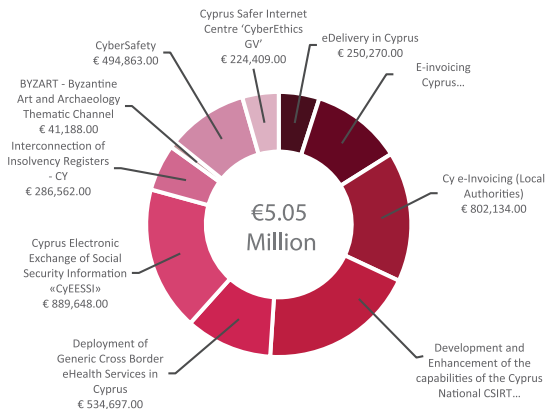 Cyprus Safer Internet
Centre ‘CyberEthics
GV’
€ 224,409.00
eDelivery in Cyprus
€ 250,270.00
E-invoicing
Cyprus...
Cy e-Invoicing (Local
Authorities)
€ 802,134.00
Development and
Enhancement of the
capabilities of the Cyprus
National CSIRT...
Deployment of
Generic Cross Border
eHealth Services in
Cyprus
€ 534,697.00
Cyprus Electronic
Exchange of Social
Security Information
«CyEESSI»
€ 889,648.00
Interconnection of
Insolvency Registers
- CY
€ 286,562.00
BYZART - Byzantine
Art and Archaeology
Thematic Channel
€ 41,188.00
CyberSafety
€ 494,863.00
€5.05
Million